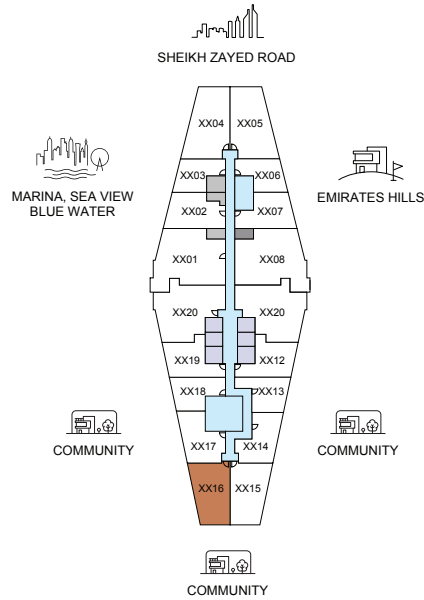 SHEIKH ZAYED ROAD
XX04 XX05
MARINA, SEA VIEW
BLUE WATER
XX03 XX06
EMIRATES HILLS
XX02 XX07
XX01 XX08
XX20 XX20
XX19 XX12
XX18 XX13
COMMUNITY
XX17 XX14
COMMUNITY
XX16 XX15
COMMUNITY